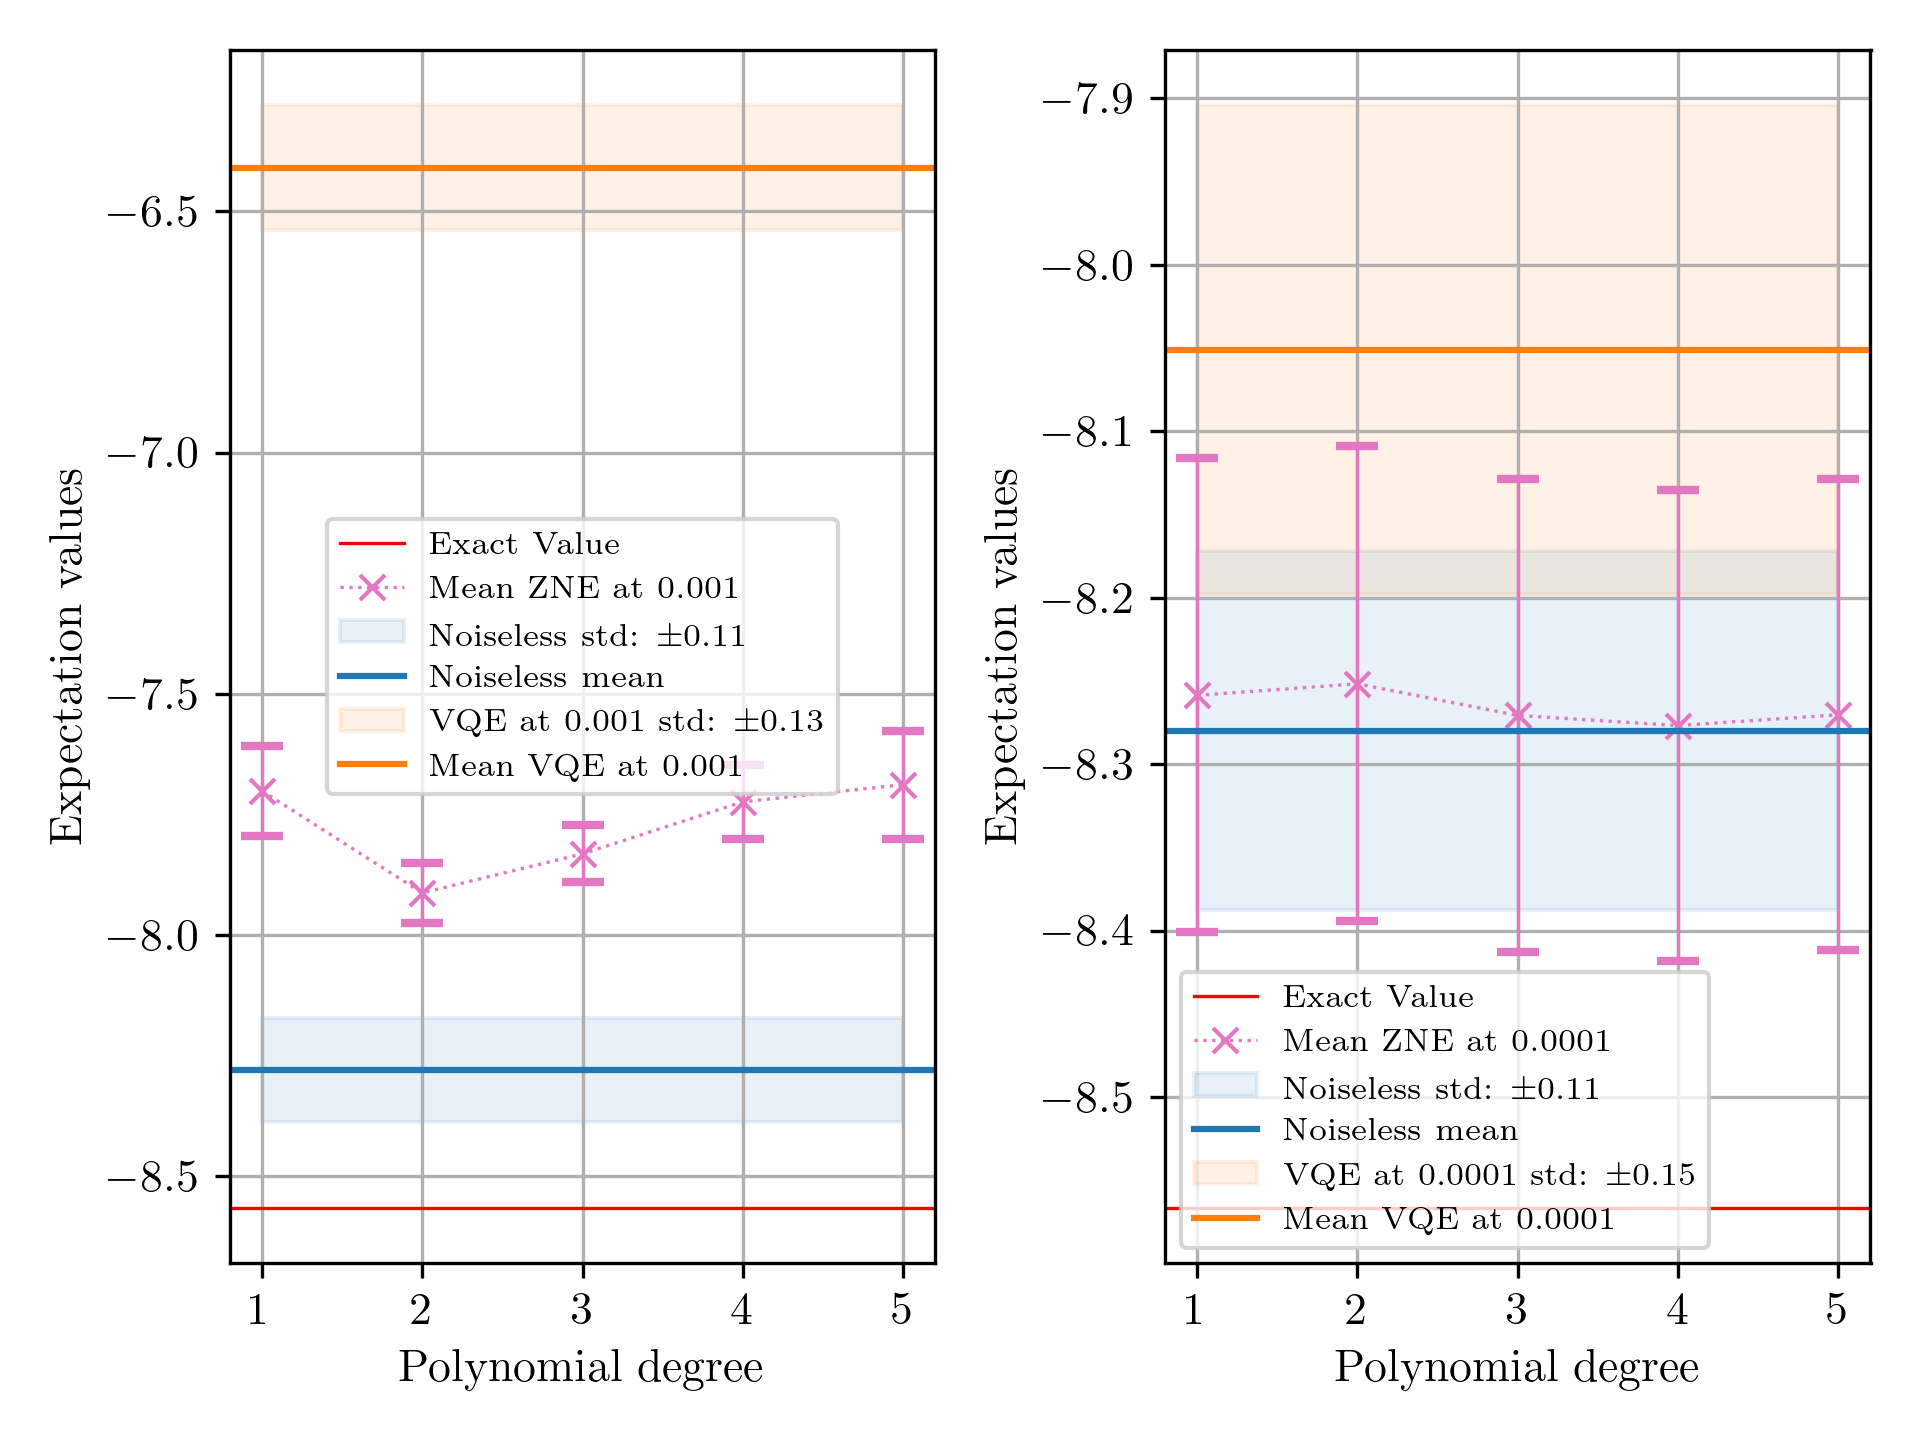 Expectation values
−6.5
−7.0
−7.5
−8.0
−8.5
Exact Value
Mean ZNE at 0.001
Noiseless std: ±0.11
Noiseless mean
VQE at 0.001 std: ±0.13
Mean VQE at 0.001
1 2 3 4 5
Polynomial degree
Expectation values
−7.9
−8.0
−8.1
−8.2
−8.3
−8.4
−8.5
Exact Value
Mean ZNE at 0.0001
Noiseless std: ±0.11
Noiseless mean
VQE at 0.0001 std: ±0.15
Mean VQE at 0.0001
1 2 3 4 5
Polynomial degree